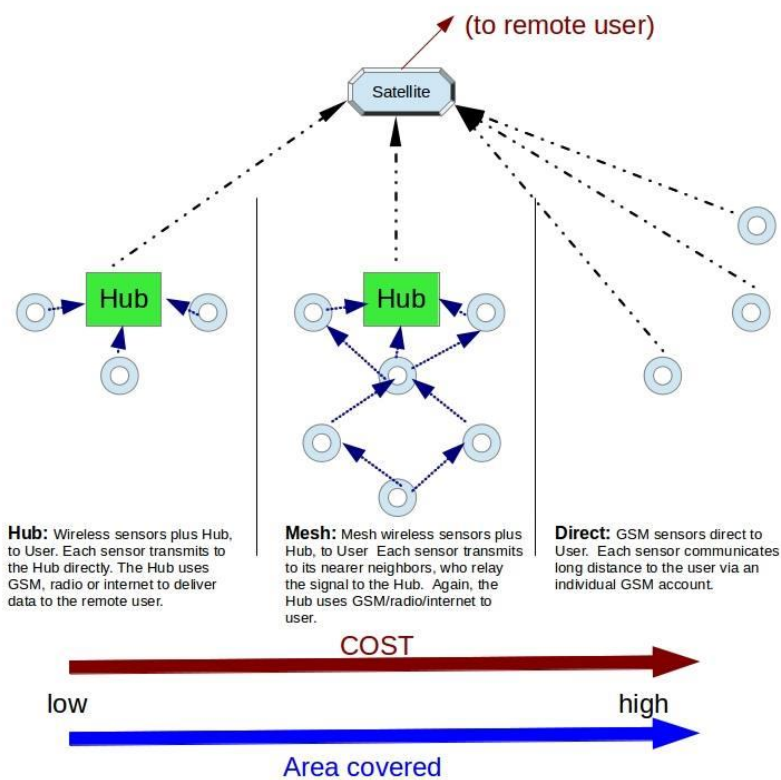 (to remote user)
Satellite
Hub
Hub
Hub: Wireless sensors plus Hub,
to User. Each sensor transmits to
the Hub directly. The Hub uses
GSM, radio or internet to deliver
data to the remote user.
Mesh: Mesh wireless sensors plus
Hub, to User Each sensor transmits
to its nearer neighbors, who relay
the signal to the Hub. Again, the
Hub uses GSM/radio/internet to
user.
Direct: GSM sensors direct to
User. Each sensor communicates
long distance to the user via an
individual GSM account.
COST
low
high
Area covered